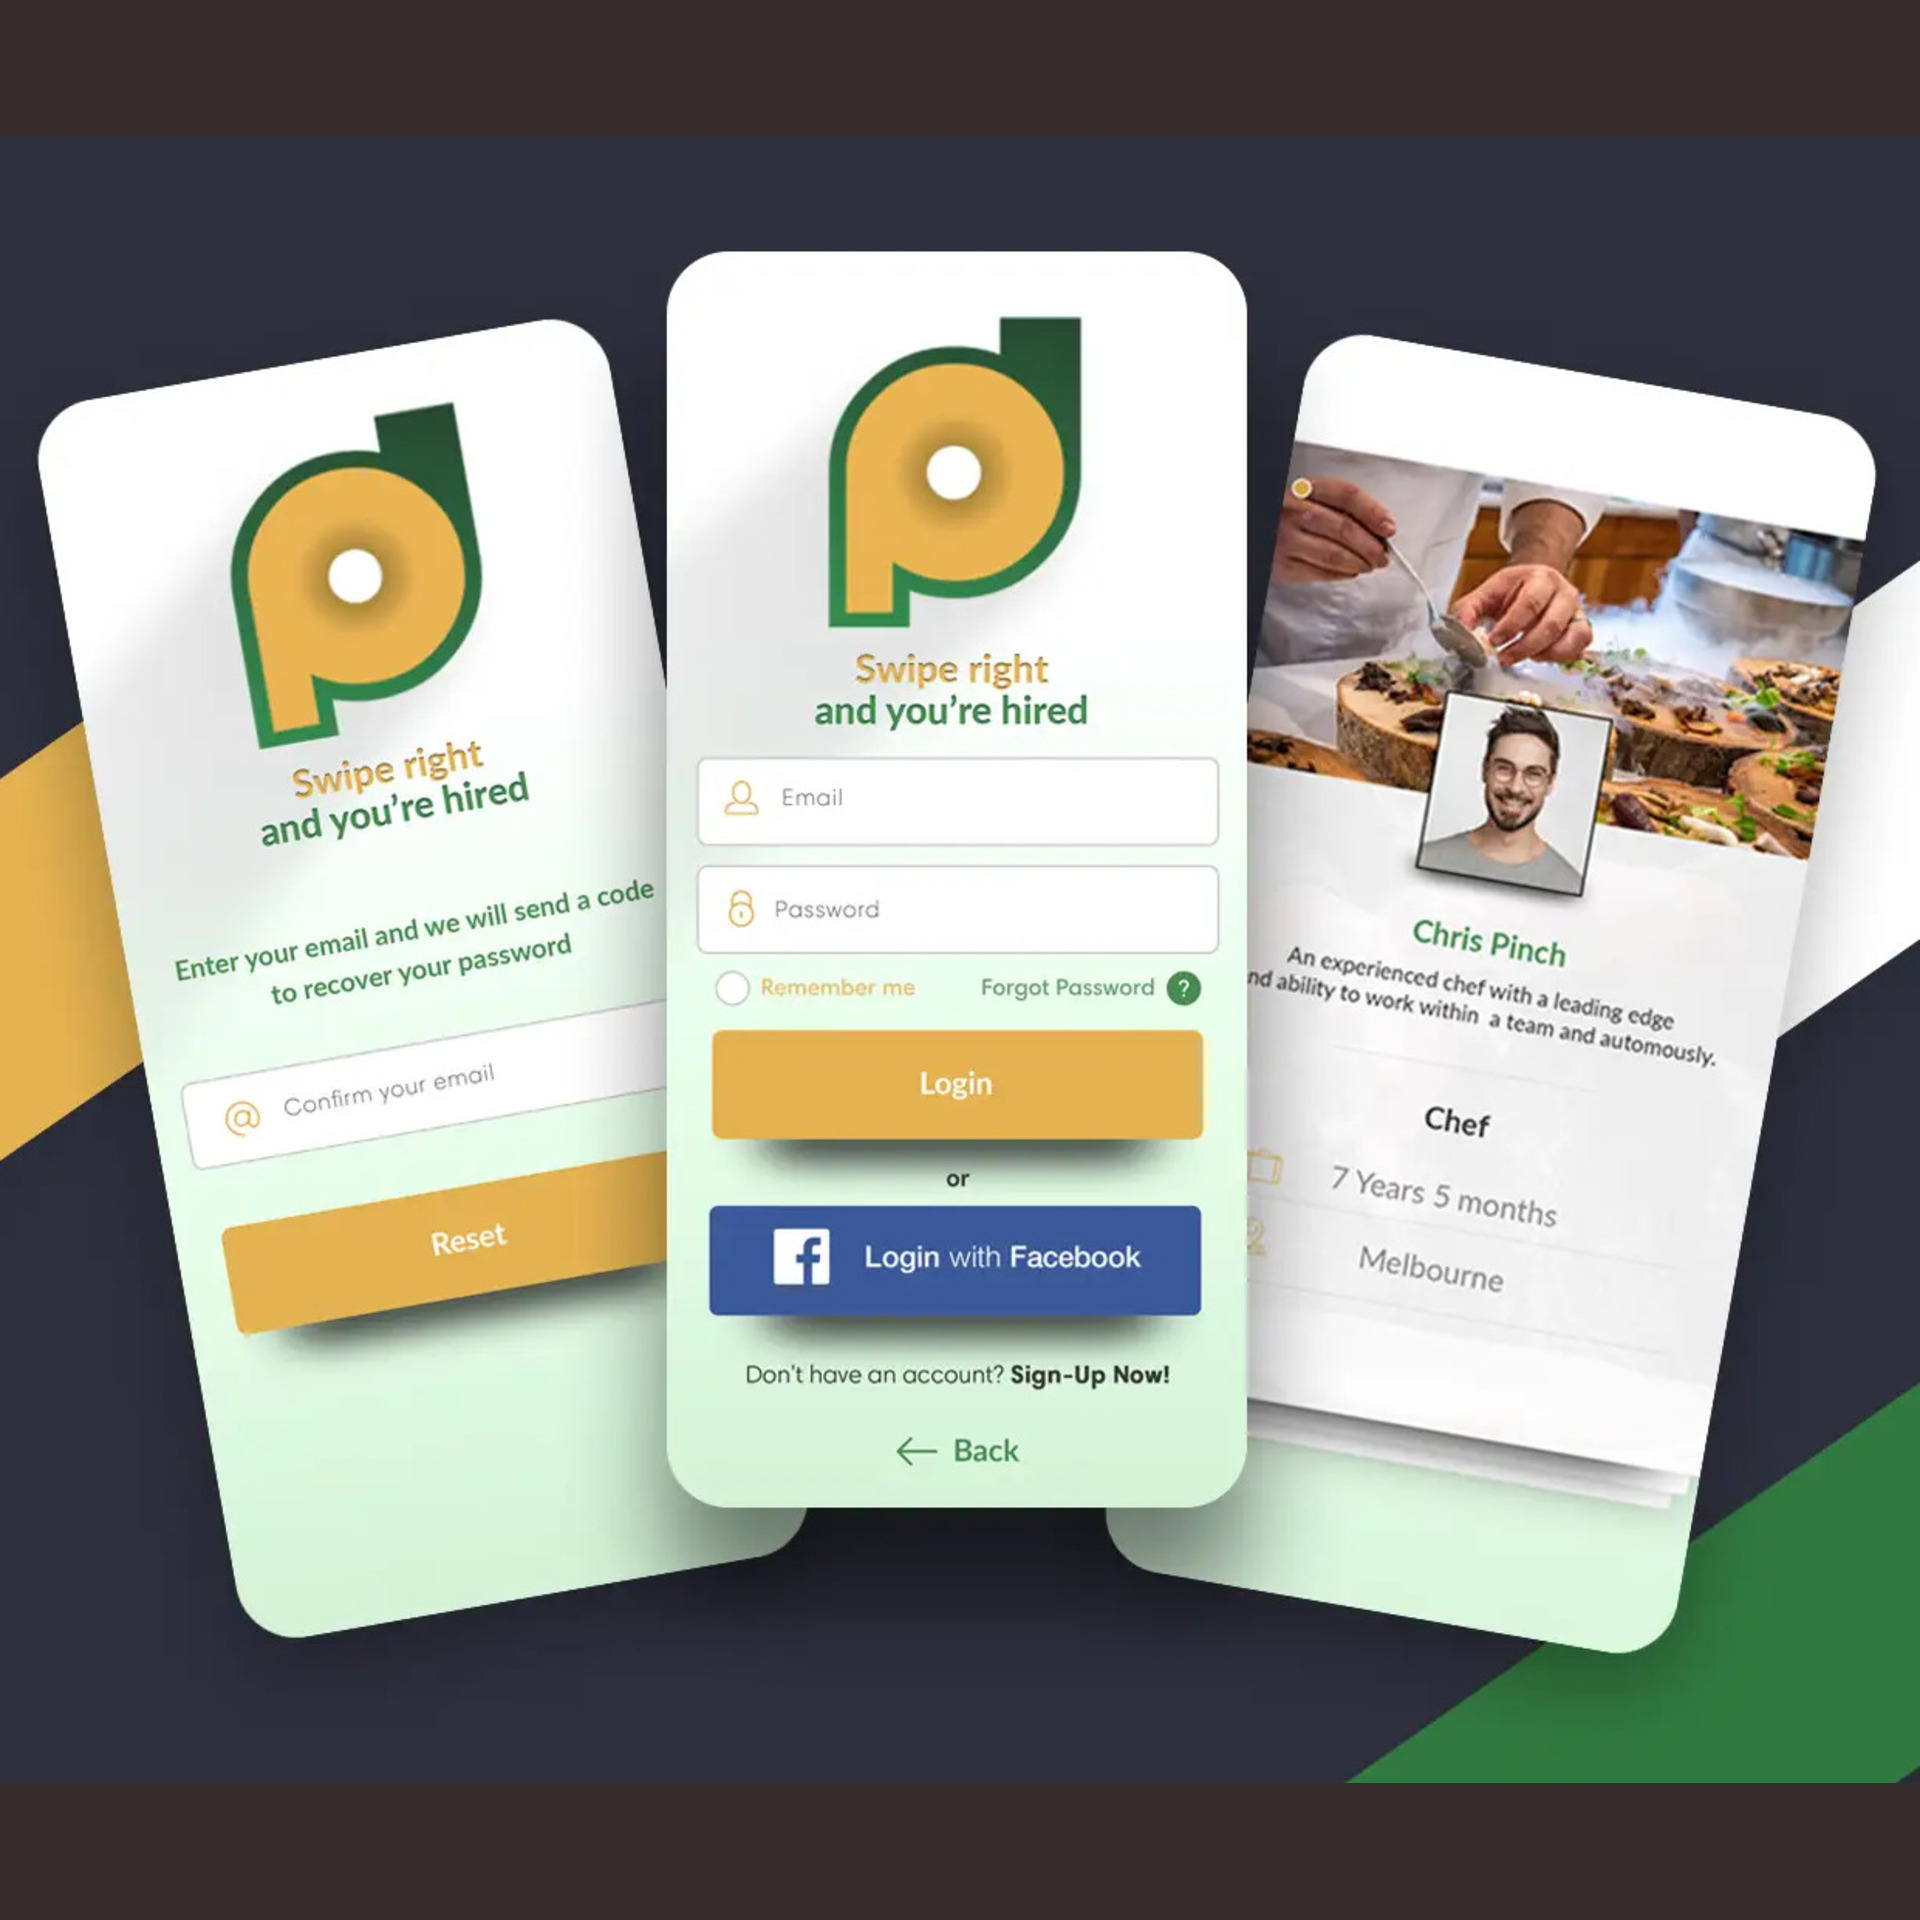 Swipe right
and you're hired
Enter your email and we will send a code
to recover your password
Confirm your email
Reset
Swipe right
and you're hired
Email
Password
Remember me
Forgot Password ?
Login
or
Login with Facebook
Don't have an account? Sign-Up Now!
Back
Chris Pinch
An experienced chef with a leading edge
ability to work within a team and automously.
Chef
7 Years 5 months
Melbourne